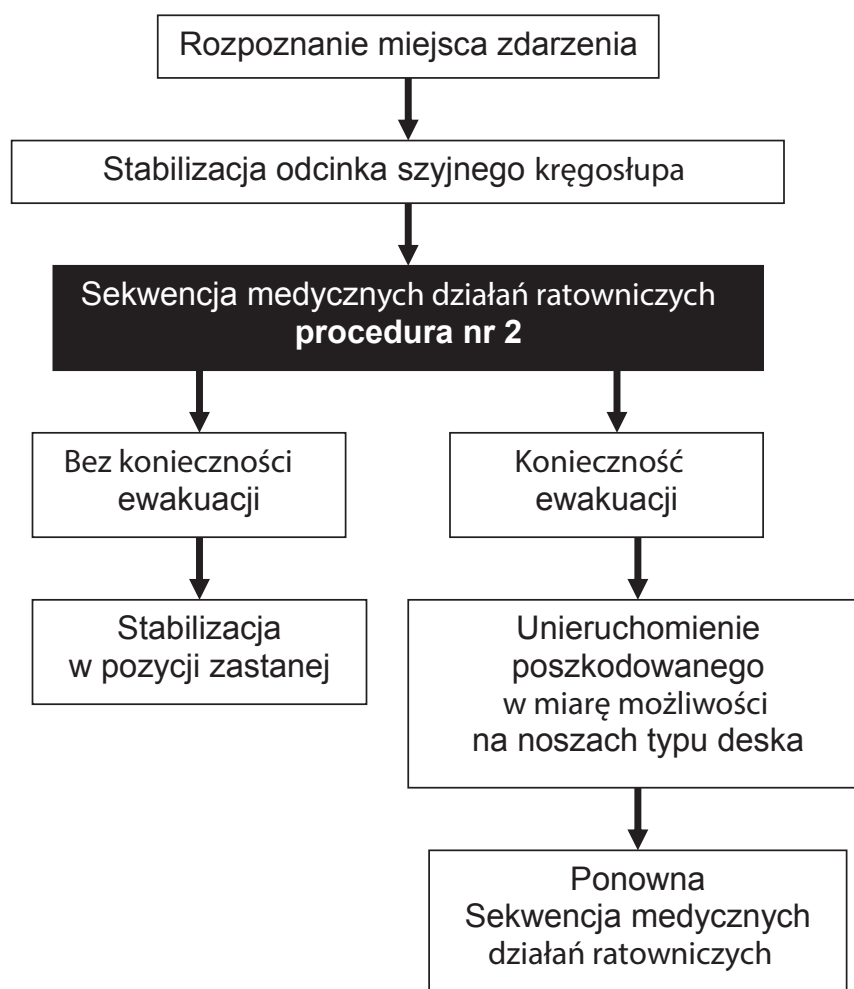 Rozpoznanie miejsca zdarzenia
Stabilizacja odcinka szyjnego kręgosłupa
Sekwencja medycznych działań ratowniczych
procedura nr 2
Bez konieczności
ewakuacji
Konieczność
ewakuacji
Stabilizacja
w pozycji zastanej
Unieruchomienie
poszkodowanego
w miarę możliwości
na noszach typu deska
Ponowna
Sekwencja medycznych
działań ratowniczych